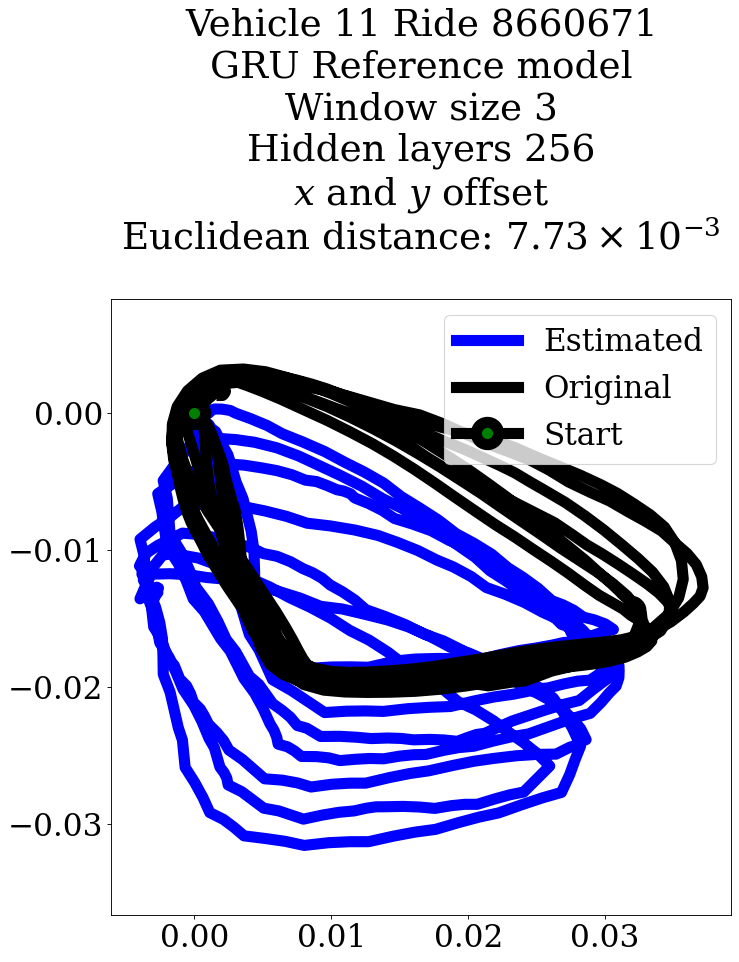 Vehicle 11 Ride 8660671
GRU Reference model
Window size 3
Hidden layers 256
x and y offset
Euclidean distance: 7.73 × 10⁻³
Estimated
Original
Start
0.00
−0.01
−0.02
−0.03
0.00 0.01 0.02 0.03